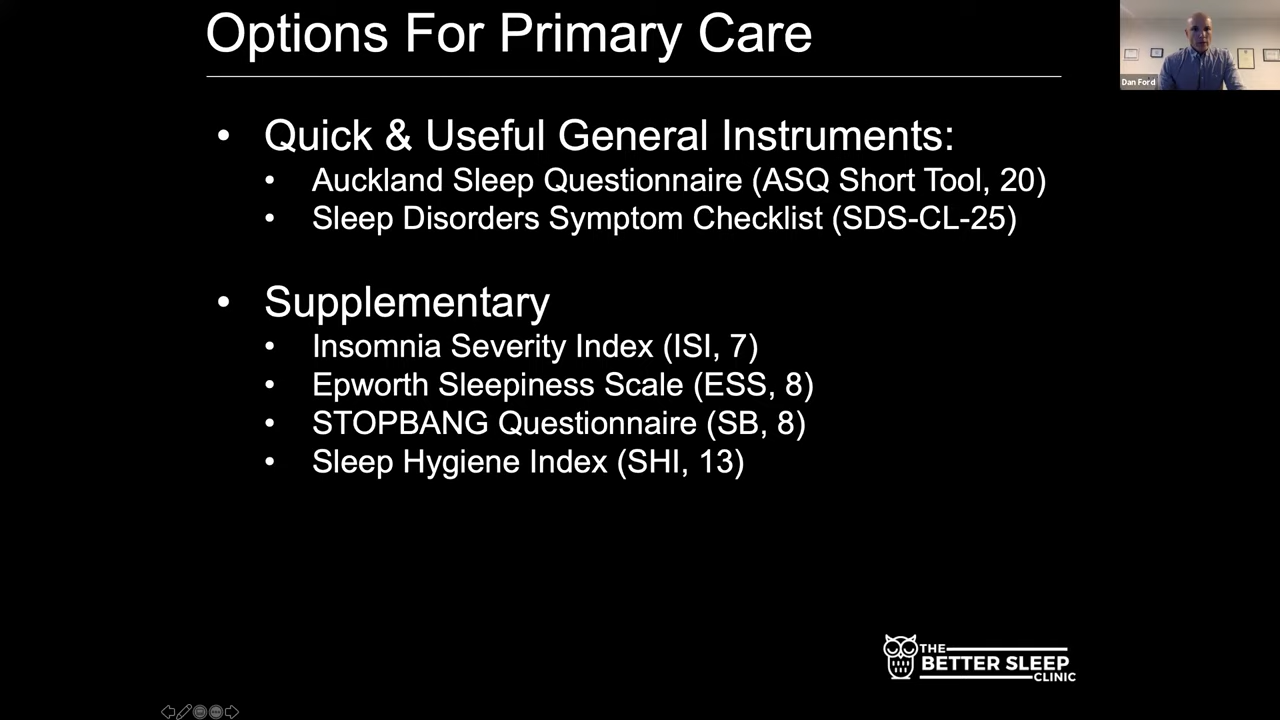 Options For Primary Care
Dan Ford
• Quick & Useful General Instruments:
• Auckland Sleep Questionnaire (ASQ Short Tool, 20)
• Sleep Disorders Symptom Checklist (SDS-CL-25)
• Supplementary
• Insomnia Severity Index (ISI, 7)
• Epworth Sleepiness Scale (ESS, 8)
• STOPBANG Questionnaire (SB, 8)
• Sleep Hygiene Index (SHI, 13)
THE
BETTER SLEEP
CLINIC